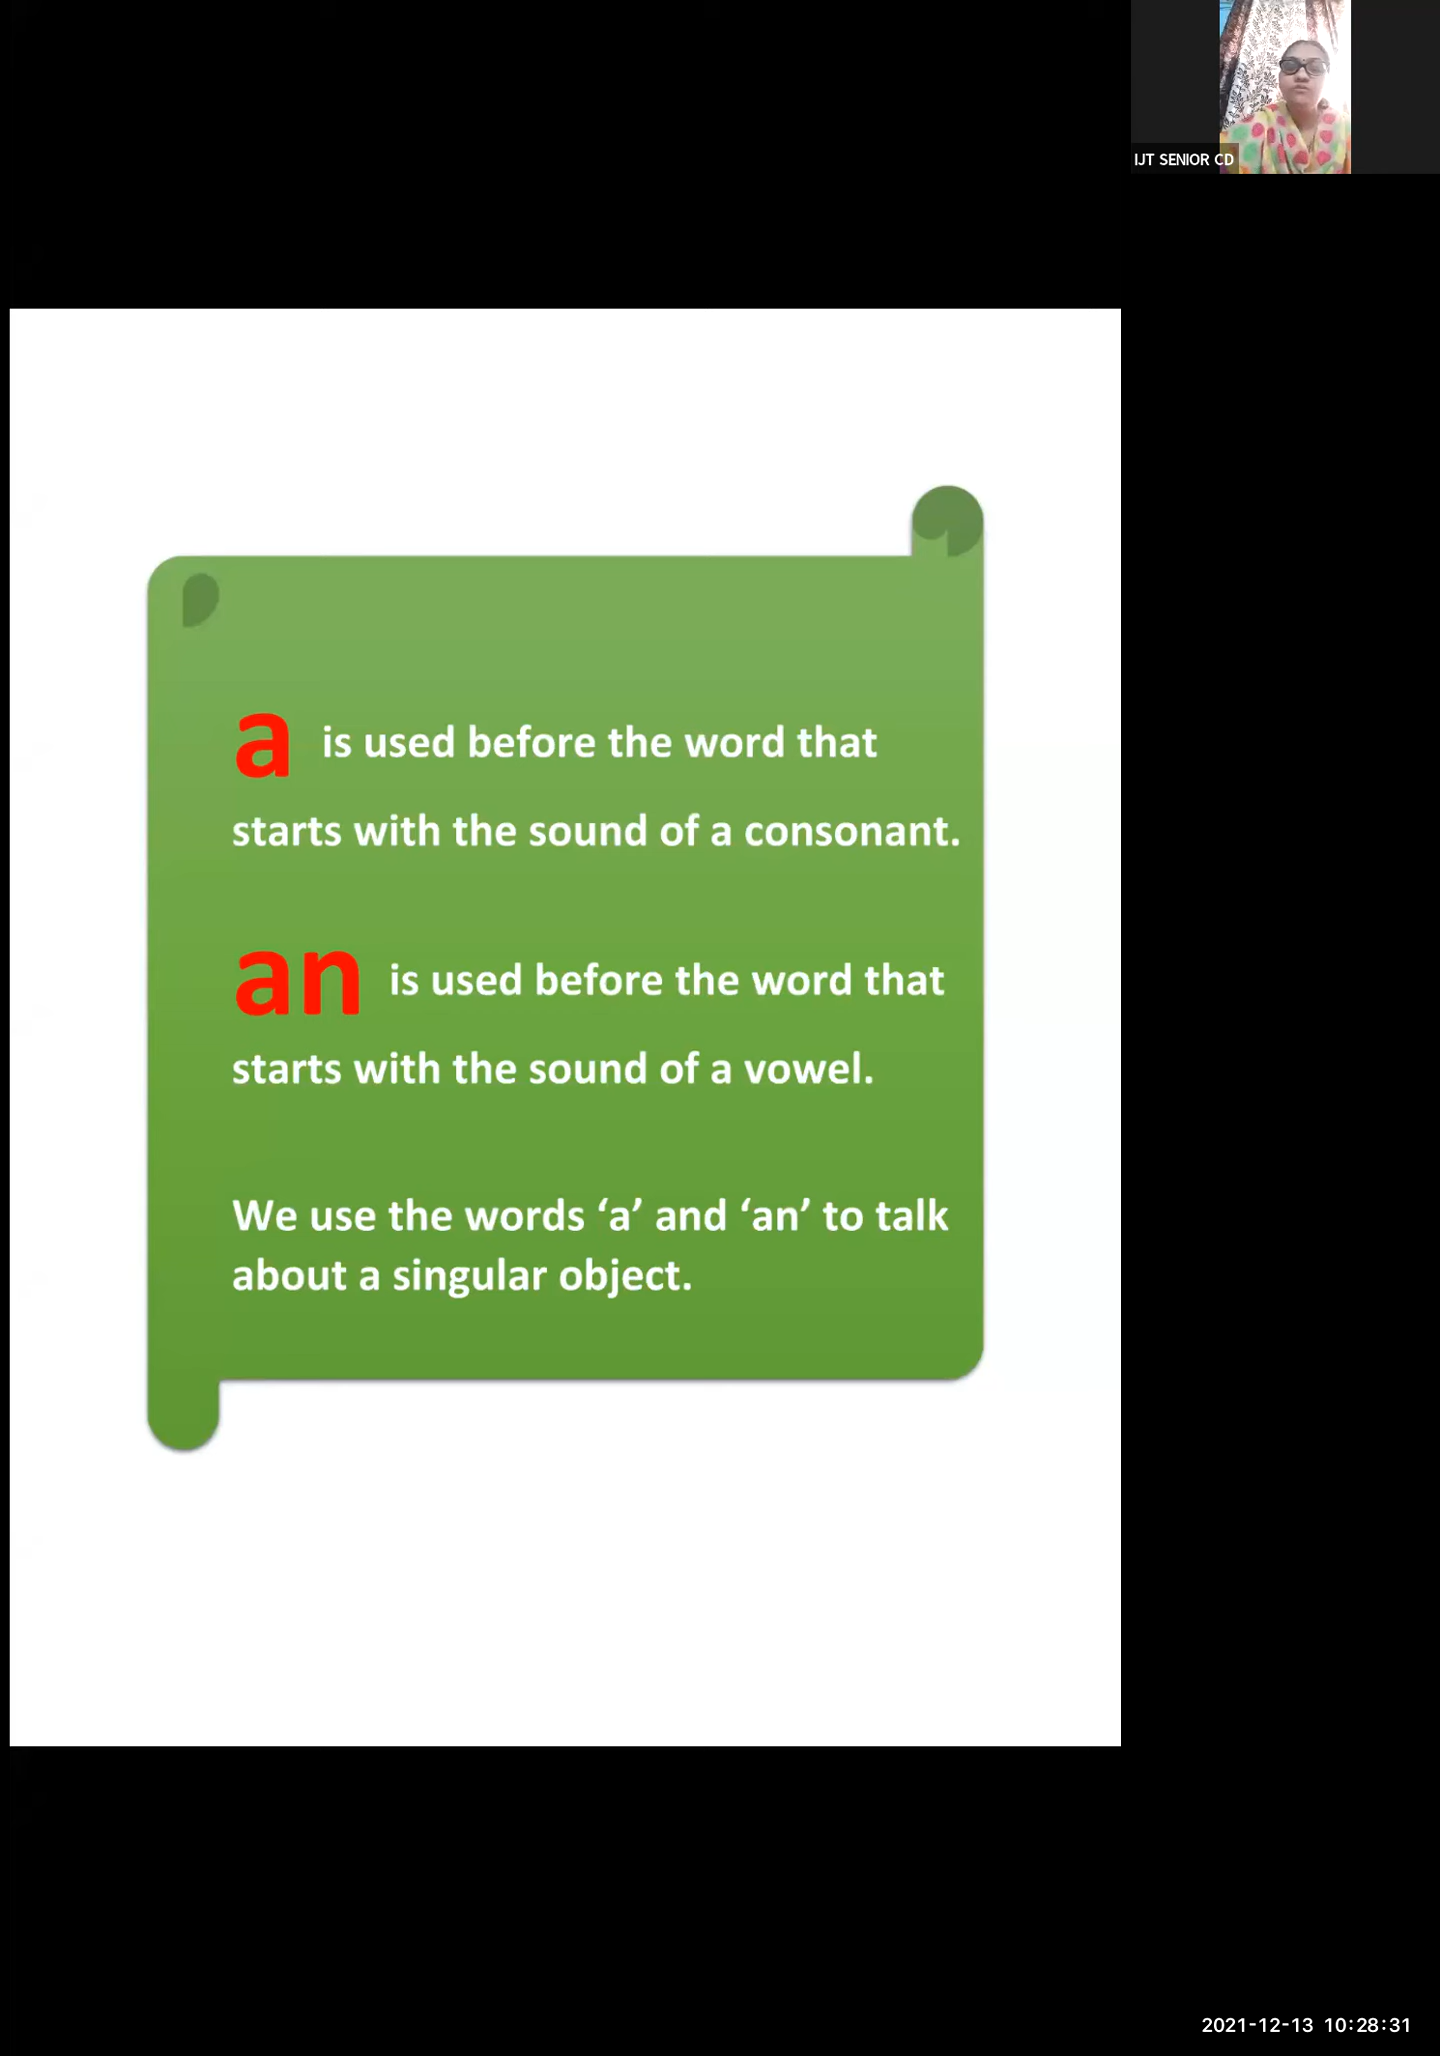 IJT SENIOR CD
a is used before the word that
starts with the sound of a consonant.
an is used before the word that
starts with the sound of a vowel.
We use the words ‘a’ and ‘an’ to talk
about a singular object.
2021-12-13 10:28:31